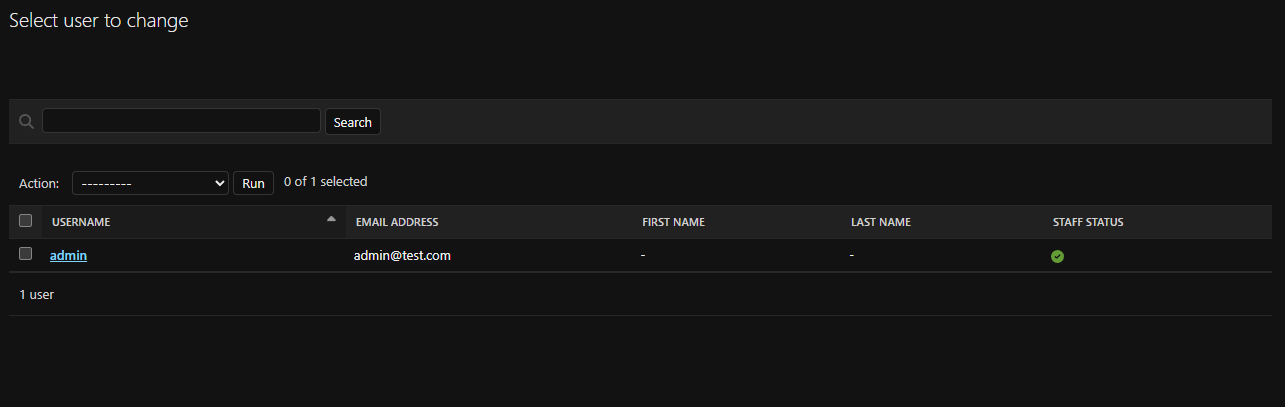 Select user to change
Search
Action: --------- Run 0 of 1 selected
USERNAME EMAIL ADDRESS FIRST NAME LAST NAME STAFF STATUS
admin admin@test.com - -
1 user